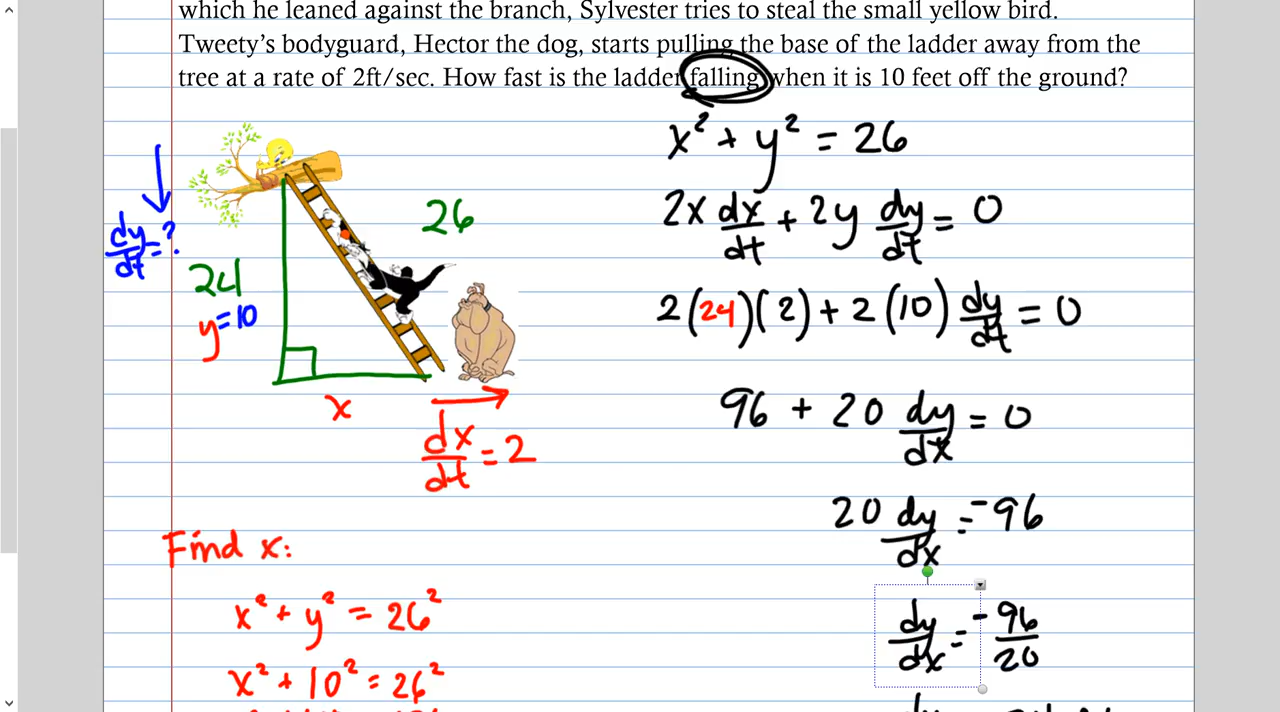 which he leaned against the branch, Sylvester tries to steal the small yellow bird.
Tweety's bodyguard, Hector the dog, starts pulling the base of the ladder away from the
tree at a rate of 2ft/sec. How fast is the ladder falling when it is 10 feet off the ground?
x² + y² = 26
2x dx/dt + 2y dy/dt = 0
2(24)(2) + 2(10) dy/dt = 0
96 + 20 dy/dx = 0
20 dy/dx = -96
dy/dx = -96/20
dy/dt = ?
24
y = 10
26
x
dx/dt = 2
Find x:
x² + y² = 26²
x² + 10² = 26²